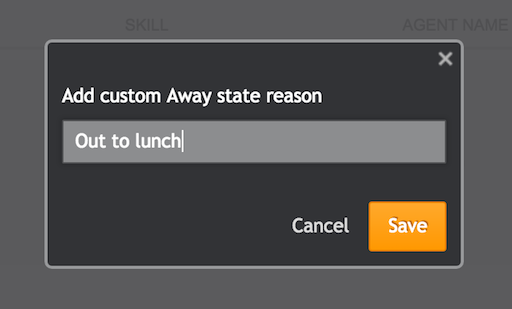 SKILL AGENT NAME
Add custom Away state reason
Out to lunch
Cancel Save